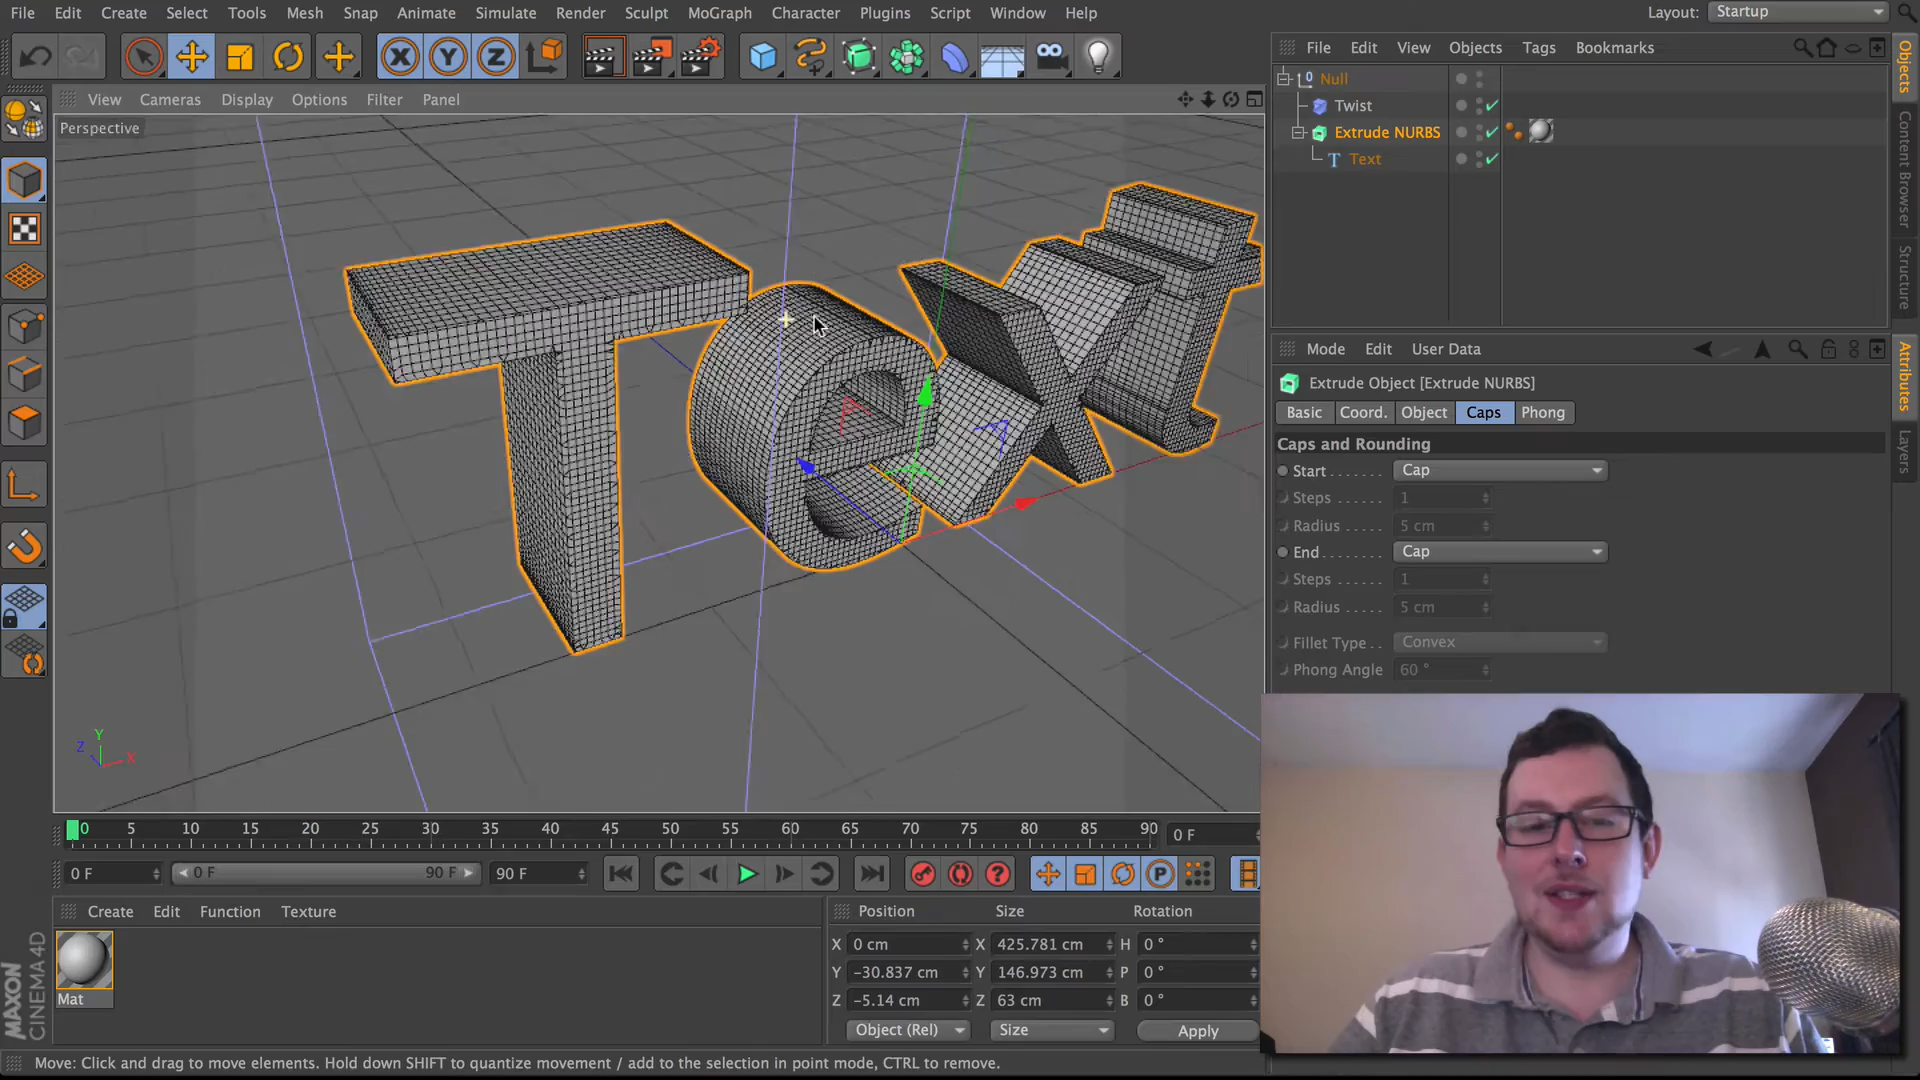 File Edit Create Select Tools Mesh Snap Animate Simulate Render Sculpt MoGraph Character Plugins Script Window Help Layout: Startup
X Y Z
File Edit View Objects Tags Bookmarks
View Cameras Display Options Filter Panel
Perspective
Null
Twist
Extrude NURBS
Text
Objects
Content Browser
Structure
Mode Edit User Data
Extrude Object [Extrude NURBS]
Basic Coord. Object Caps Phong
Caps and Rounding
Start Cap
Steps 1
Radius 5 cm
End Cap
Steps 1
Radius 5 cm
Fillet Type Convex
Phong Angle 60 °
Attributes
Layers
Text
Y
Z
X
0 5 10 15 20 25 30 35 40 45 50 55 60 65 70 75 80 85 90 0 F
0 F 0 F 90 F 90 F P
Create Edit Function Texture
Mat
MAXON
CINEMA 4D
Position Size Rotation
X 0 cm X 425.781 cm H 0 °
Y -30.837 cm Y 146.973 cm P 0 °
Z -5.14 cm Z 63 cm B 0 °
Object (Rel) Size Apply
Move: Click and drag to move elements. Hold down SHIFT to quantize movement / add to the selection in point mode, CTRL to remove.